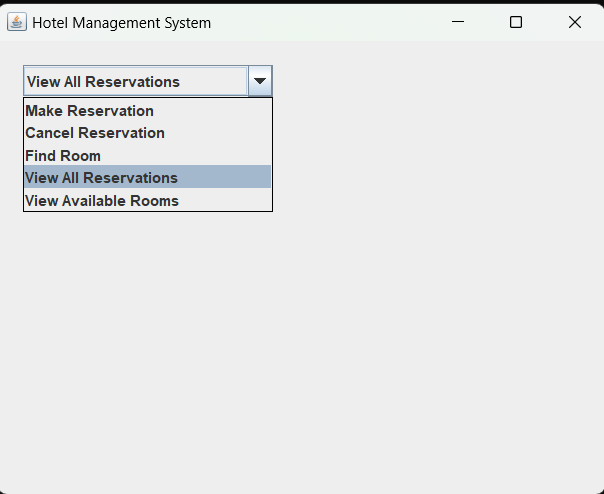 Hotel Management System
View All Reservations
Make Reservation
Cancel Reservation
Find Room
View All Reservations
View Available Rooms